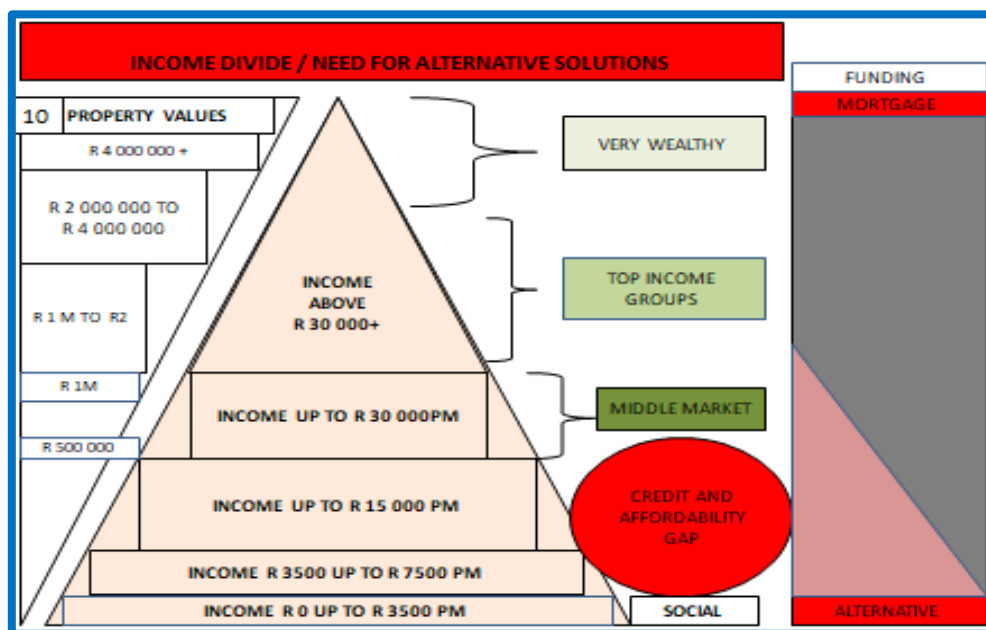 INCOME DIVIDE / NEED FOR ALTERNATIVE SOLUTIONS
FUNDING
MORTGAGE
10
PROPERTY VALUES
R 4 000 000 +
VERY WEALTHY
R 2 000 000 TO
R 4 000 000
TOP INCOME
GROUPS
INCOME
ABOVE
R 30 000+
R 1 M TO R2
R 1M
MIDDLE MARKET
INCOME UP TO R 30 000PM
R 500 000
CREDIT AND
AFFORDABILITY
GAP
INCOME UP TO R 15 000 PM
INCOME R 3500 UP TO R 7500 PM
INCOME R 0 UP TO R 3500 PM
SOCIAL
ALTERNATIVE